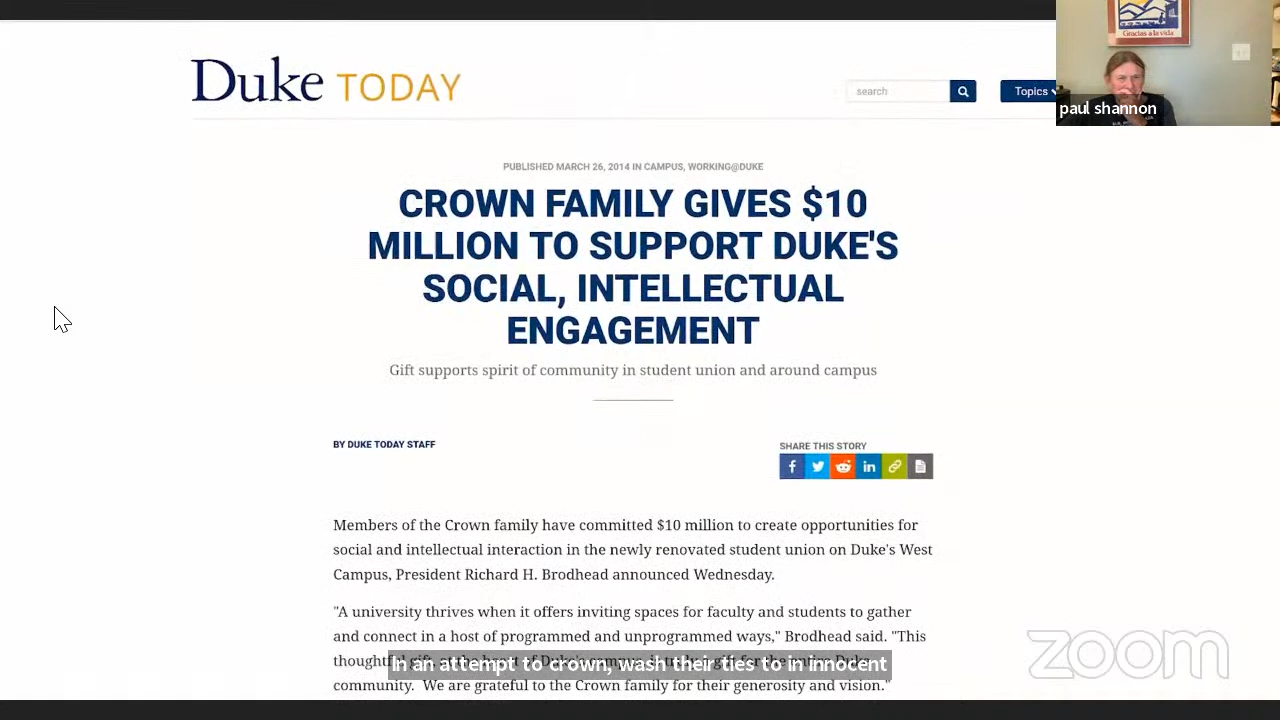 Duke TODAY
search
Topics
Gracias a la vida
paul shannon
PUBLISHED MARCH 26, 2014 IN CAMPUS, WORKING@DUKE
CROWN FAMILY GIVES $10
MILLION TO SUPPORT DUKE'S
SOCIAL, INTELLECTUAL
ENGAGEMENT
Gift supports spirit of community in student union and around campus
BY DUKE TODAY STAFF
SHARE THIS STORY
Members of the Crown family have committed $10 million to create opportunities for
social and intellectual interaction in the newly renovated student union on Duke's West
Campus, President Richard H. Brodhead announced Wednesday.
"A university thrives when it offers inviting spaces for faculty and students to gather
and connect in a host of programmed and unprogrammed ways," Brodhead said. "This
In an attempt to crown, wash their ties to in innocent
community. We are grateful to the Crown family for their generosity and vision."
zoom